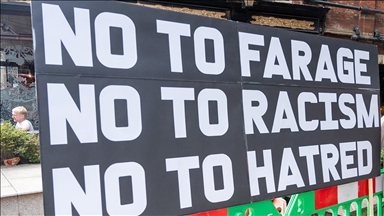 NO TO FARAGE
NO TO RACISM
NO TO HATRED